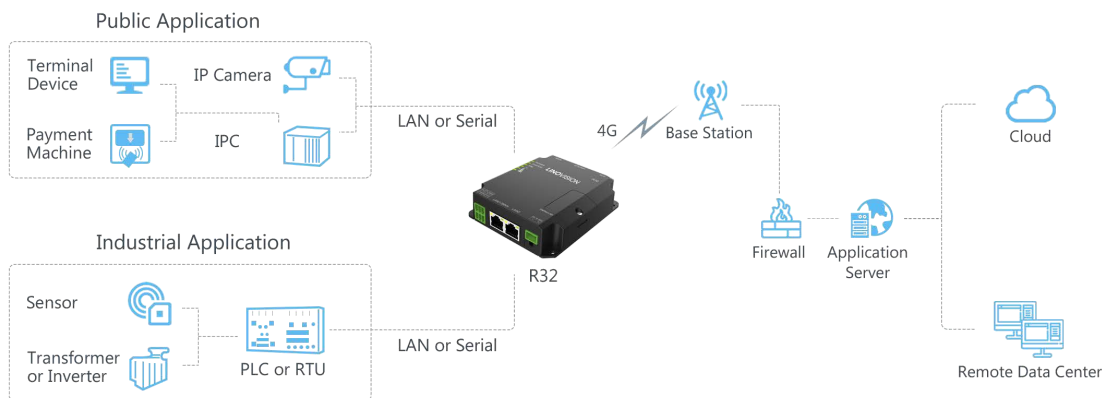 Public Application
Terminal
Device
IP Camera
Payment
Machine
IPC
LAN or Serial
4G
Base Station
Cloud
LINOVISION
R32
Firewall
Application
Server
Industrial Application
Sensor
Transformer
or Inverter
PLC or RTU
LAN or Serial
Remote Data Center